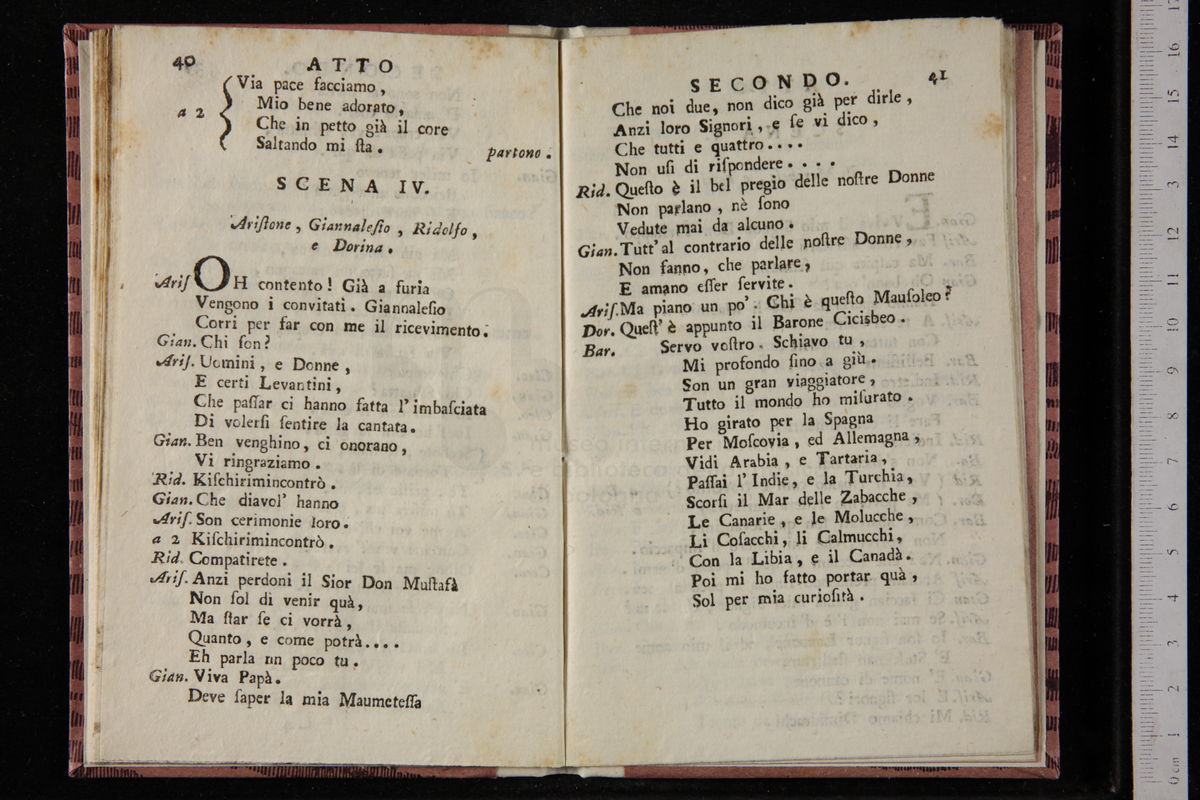 40 ATTO
Via pace facciamo,
a 2 Mio bene adorato,
Che in petto già il core
Saltando mi ſta. partono.
SCENA IV.
Ariſtone, Giannaleſio, Ridolfo,
e Dorina.
Ariſ OH contento! Già a furia
Vengono i convitati. Giannaleſio
Corri per far con me il ricevimento.
Gian. Chi ſon?
Ariſ. Uomini, e Donne,
E certi Levantini,
Che paſſar ci hanno fatta l'imbaſciata
Di volerſi ſentire la cantata.
Gian. Ben venghino, ci onorano,
Vi ringraziamo.
Rid. Kiſchirimincontrò.
Gian. Che diavol' hanno
Ariſ. Son cerimonie loro.
a 2 Kiſchirimincontrò.
Rid. Compatirete.
Ariſ. Anzi perdoni il Sior Don Muſtafà
Non ſol di venir quà,
Ma ſtar ſe ci vorrà,
Quanto, e come potrà....
Eh parla un poco tu.
Gian. Viva Papà.
Deve ſaper la mia Maumeteſſa
SECONDO. 41
Che noi due, non dico già per dirle,
Anzi loro Signori, e ſe vi dico,
Che tutti e quattro....
Non uſi di riſpondere....
Rid. Queſto è il bel pregio delle noſtre Donne
Non parlano, nè ſono
Vedute mai da alcuno.
Gian. Tutt' al contrario delle noſtre Donne,
Non fanno, che parlare,
E amano eſſer ſervite.
Ariſ. Ma piano un po'. Chi è queſto Mauſoleo?
Dor. Queſt' è appunto il Barone Cicisbeo.
Bar. Servo voſtro. Schiavo tu,
Mi profondo ſino a giù.
Son un gran viaggiatore,
Tutto il mondo ho miſurato.
Ho girato per la Spagna
Per Moſcovia, ed Allemagna,
Vidi Arabia, e Tartaria,
Paſſai l'Indie, e la Turchia,
Scorſi il Mar delle Zabacche,
Le Canarie, e le Molucche,
Li Coſacchi, li Calmucchi,
Con la Libia, e il Canadà.
Poi mi ho fatto portar quà,
Sol per mia curioſità.